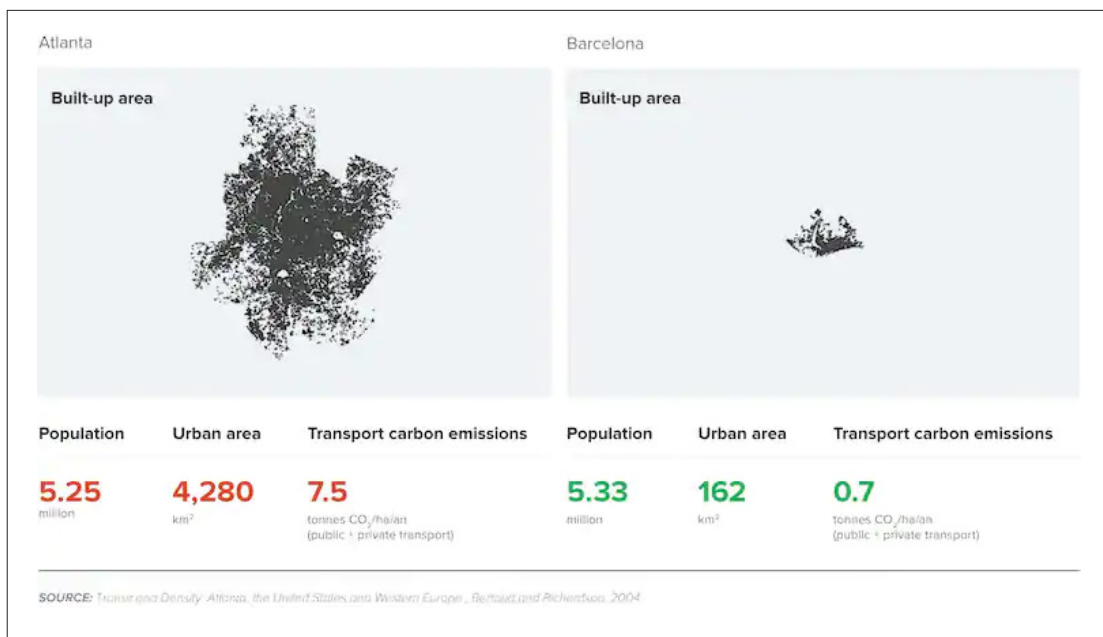 Atlanta
Barcelona
Built-up area
Built-up area
Population Urban area Transport carbon emissions
5.25 4,280 7.5
million km² tonnes CO₂/ha/an
(public + private transport)
Population Urban area Transport carbon emissions
5.33 162 0.7
million km² tonnes CO₂/ha/an
(public + private transport)
SOURCE: Transit and Density: Atlanta, the United States and Western Europe, Bertaud and Richardson, 2004